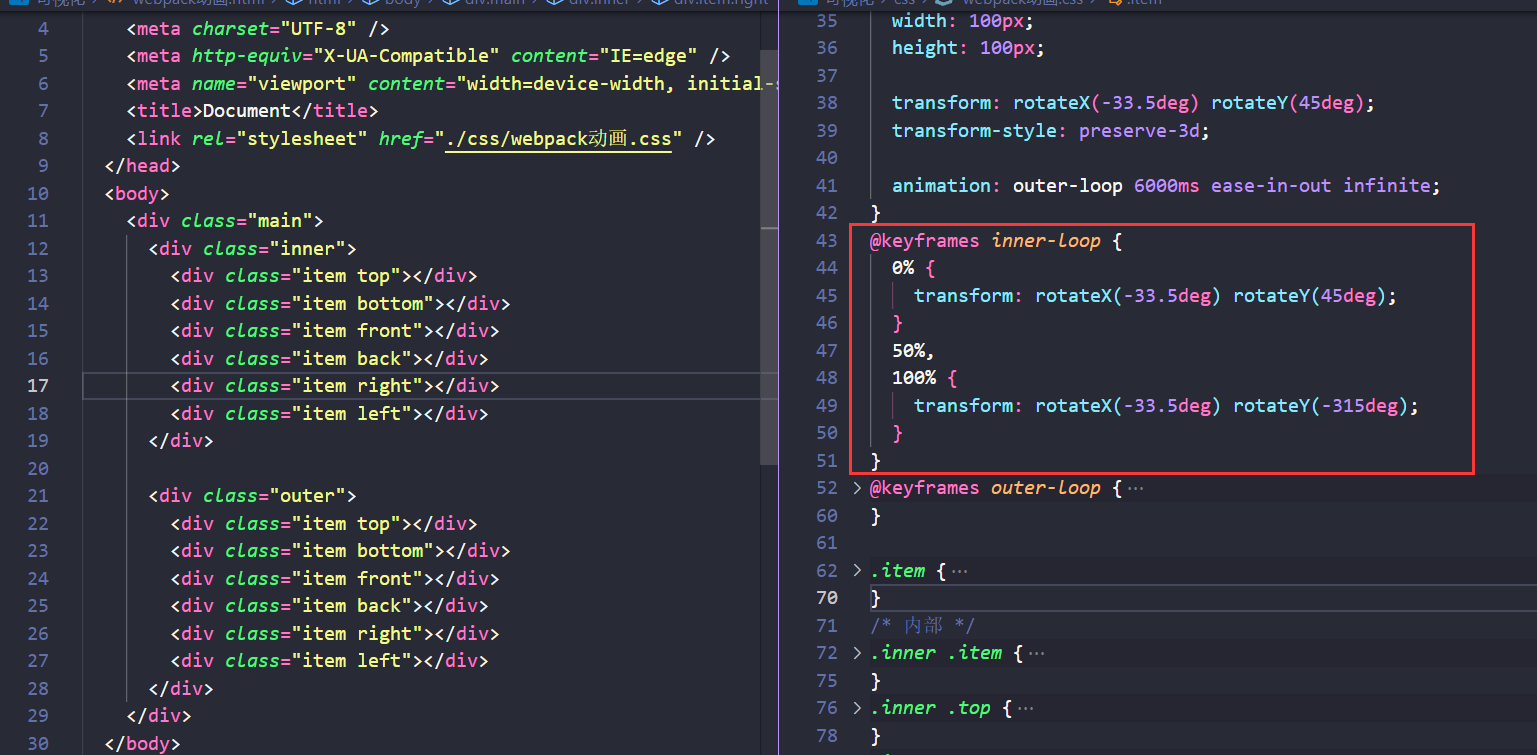 可视化 > webpack动画.html > html > body > div.main > div.inner > div.item.right
4 <meta charset="UTF-8" />
5 <meta http-equiv="X-UA-Compatible" content="IE=edge" />
6 <meta name="viewport" content="width=device-width, initial-s
7 <title>Document</title>
8 <link rel="stylesheet" href="./css/webpack动画.css" />
9 </head>
10 <body>
11 <div class="main">
12 <div class="inner">
13 <div class="item top"></div>
14 <div class="item bottom"></div>
15 <div class="item front"></div>
16 <div class="item back"></div>
17 <div class="item right"></div>
18 <div class="item left"></div>
19 </div>
20
21 <div class="outer">
22 <div class="item top"></div>
23 <div class="item bottom"></div>
24 <div class="item front"></div>
25 <div class="item back"></div>
26 <div class="item right"></div>
27 <div class="item left"></div>
28 </div>
29 </div>
30 </body>
可视化 > css > webpack动画.css > .item
35 width: 100px;
36 height: 100px;
37
38 transform: rotateX(-33.5deg) rotateY(45deg);
39 transform-style: preserve-3d;
40
41 animation: outer-loop 6000ms ease-in-out infinite;
42 }
43 @keyframes inner-loop {
44 0% {
45 transform: rotateX(-33.5deg) rotateY(45deg);
46 }
47 50%,
48 100% {
49 transform: rotateX(-33.5deg) rotateY(-315deg);
50 }
51 }
52 > @keyframes outer-loop { ···
60 }
61
62 > .item { ···
70 }
71 /* 内部 */
72 > .inner .item { ···
75 }
76 > .inner .top { ···
78 }